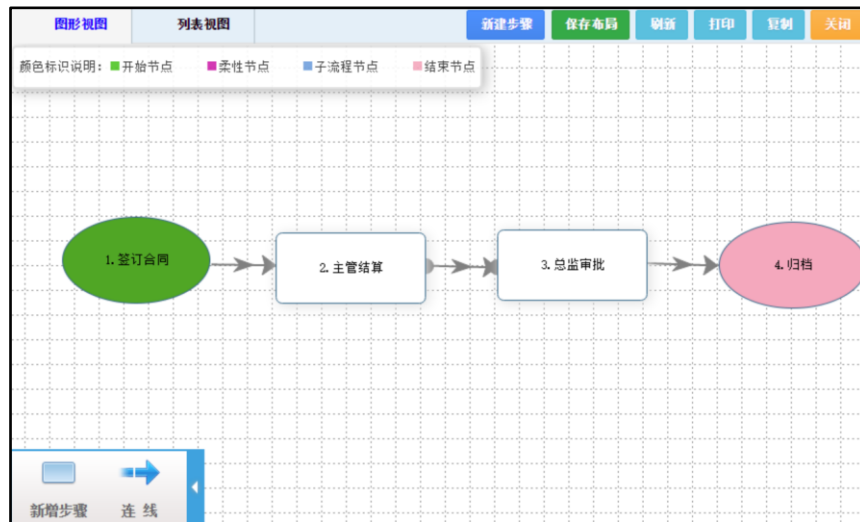 图形视图 列表视图 新建步骤 保存布局 刷新 打印 复制 关闭
颜色标识说明: 开始节点 柔性节点 子流程节点 结束节点
1.签订合同 2.主管结算 3.总监审批 4.归档
新增步骤 连 线